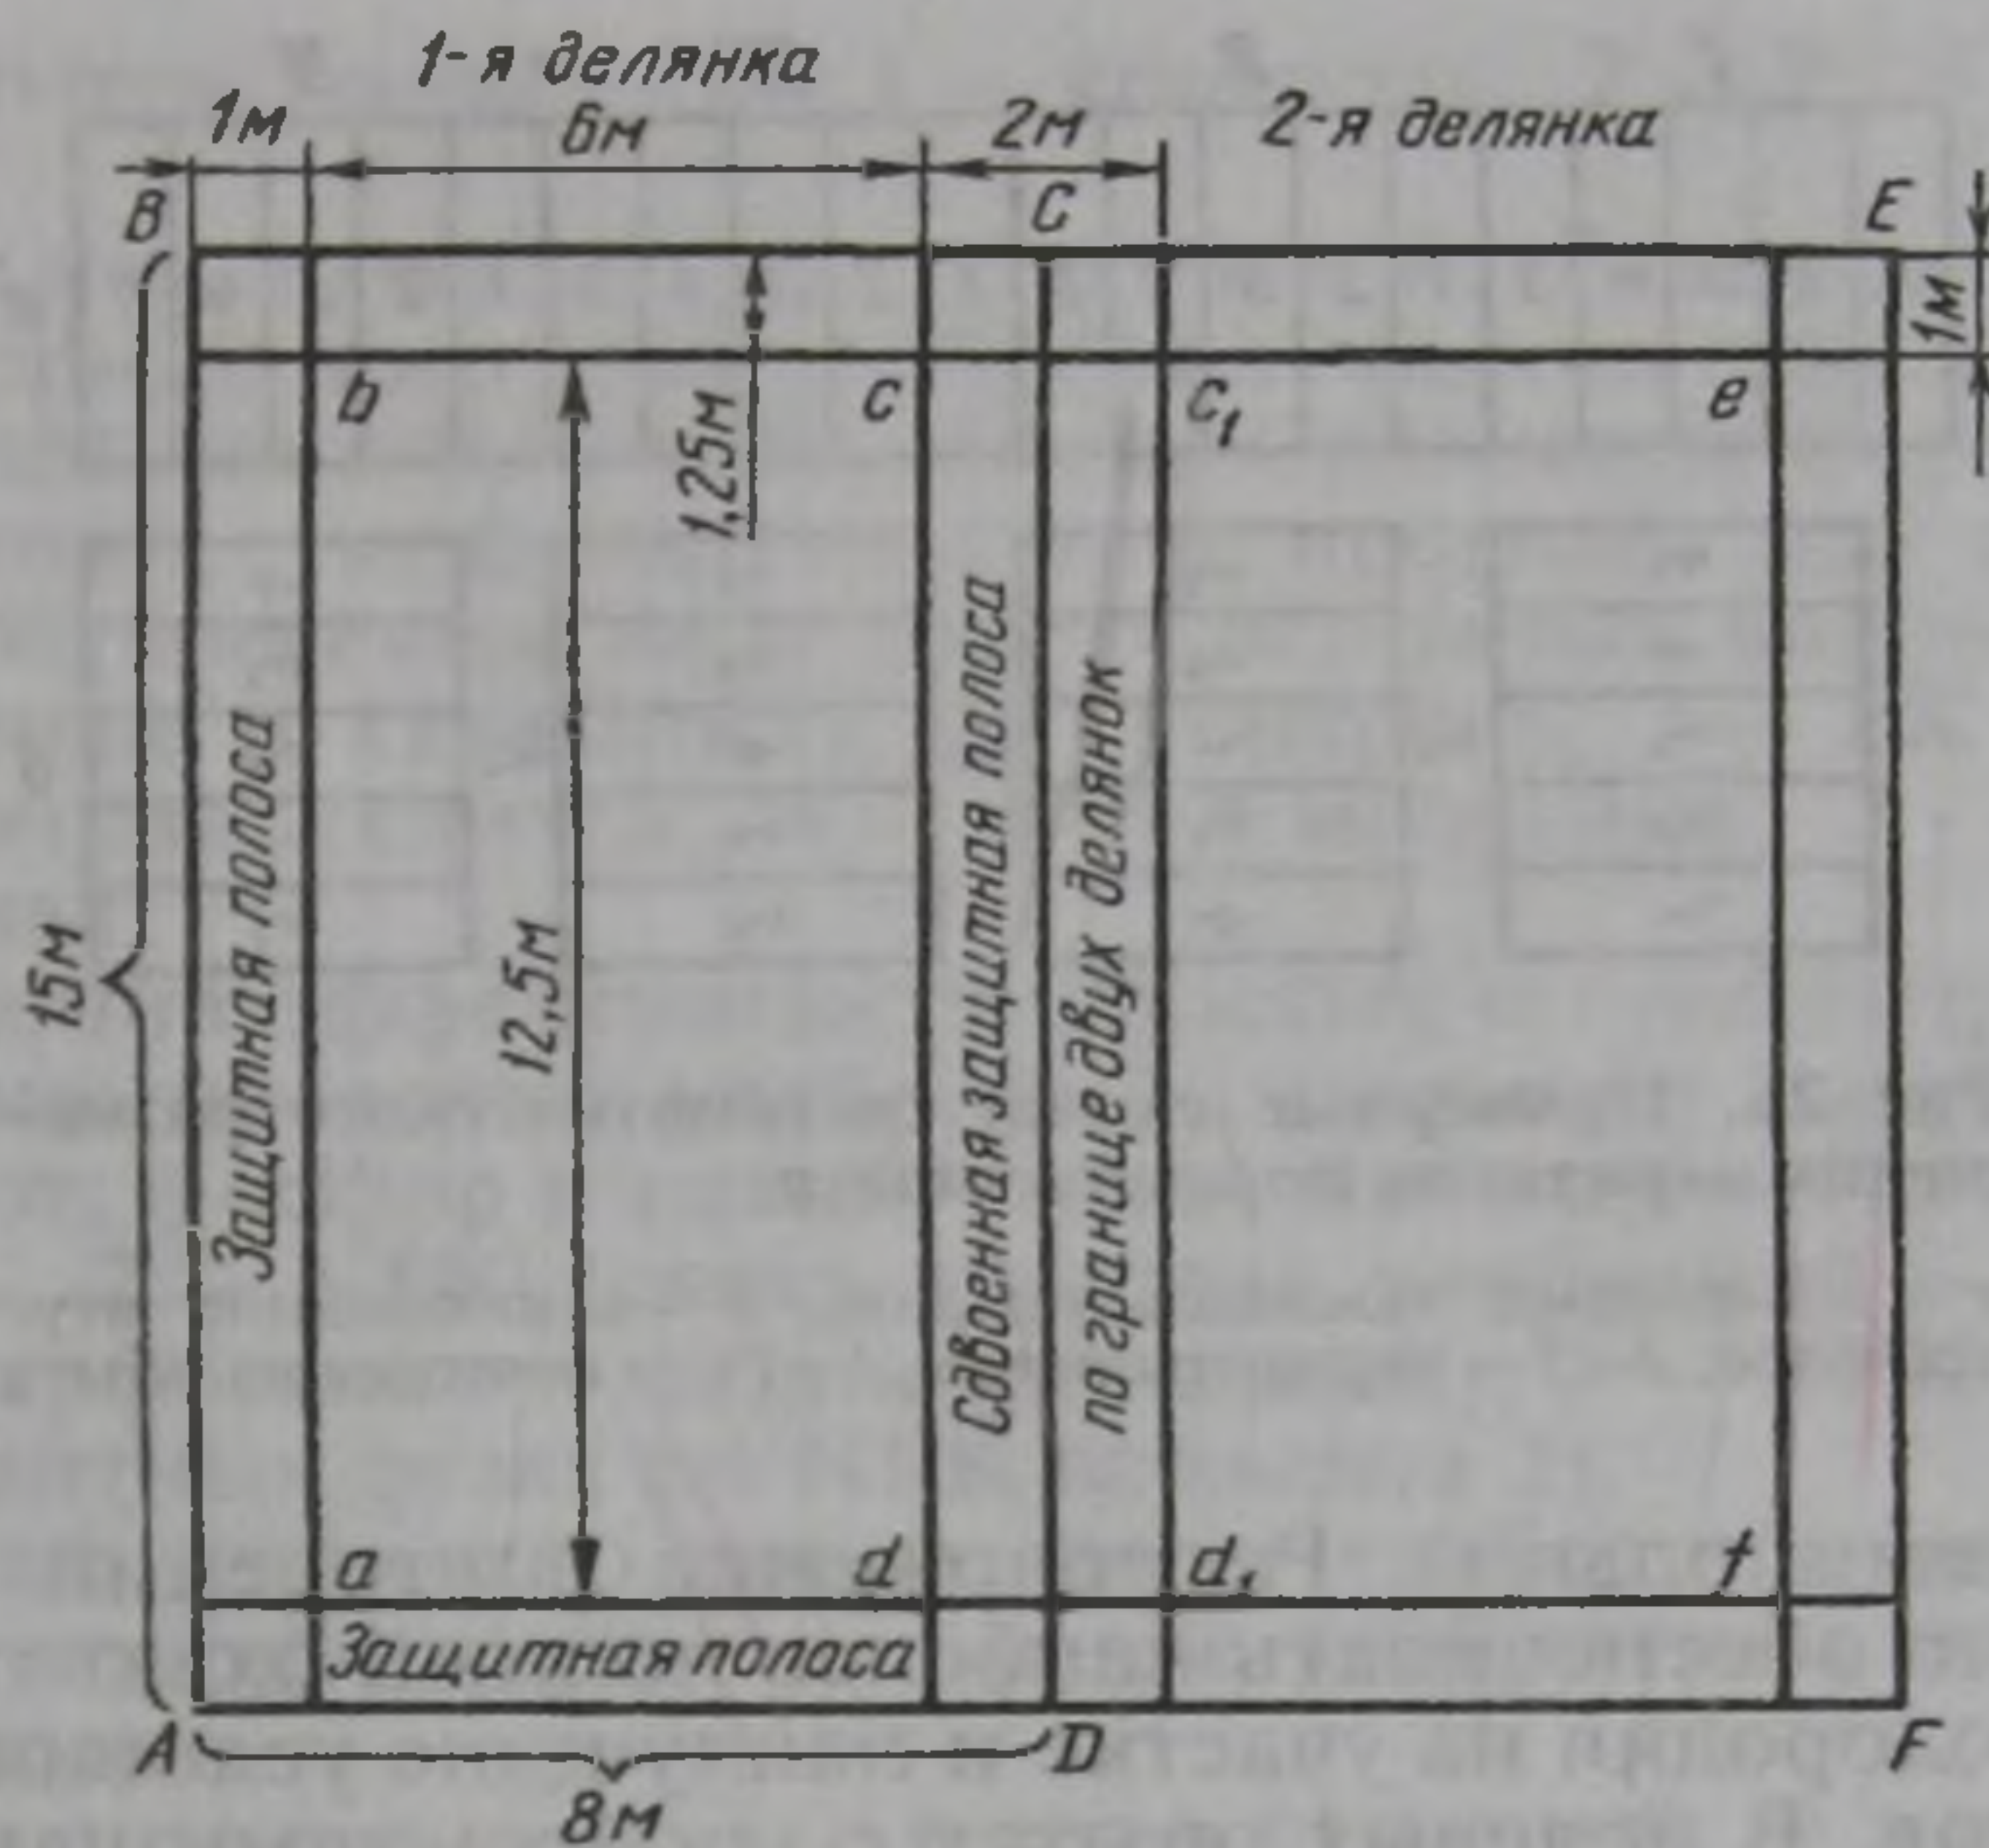 1-я делянка
1м
6м
2м
2-я делянка
B
C
E
1м
b
c
c₁
e
1,25м
15м
Защитная полоса
12,5м
Сдвоенная защитная полоса
по границе двух делянок
a
d
d₁
f
Защитная полоса
A
D
F
8м